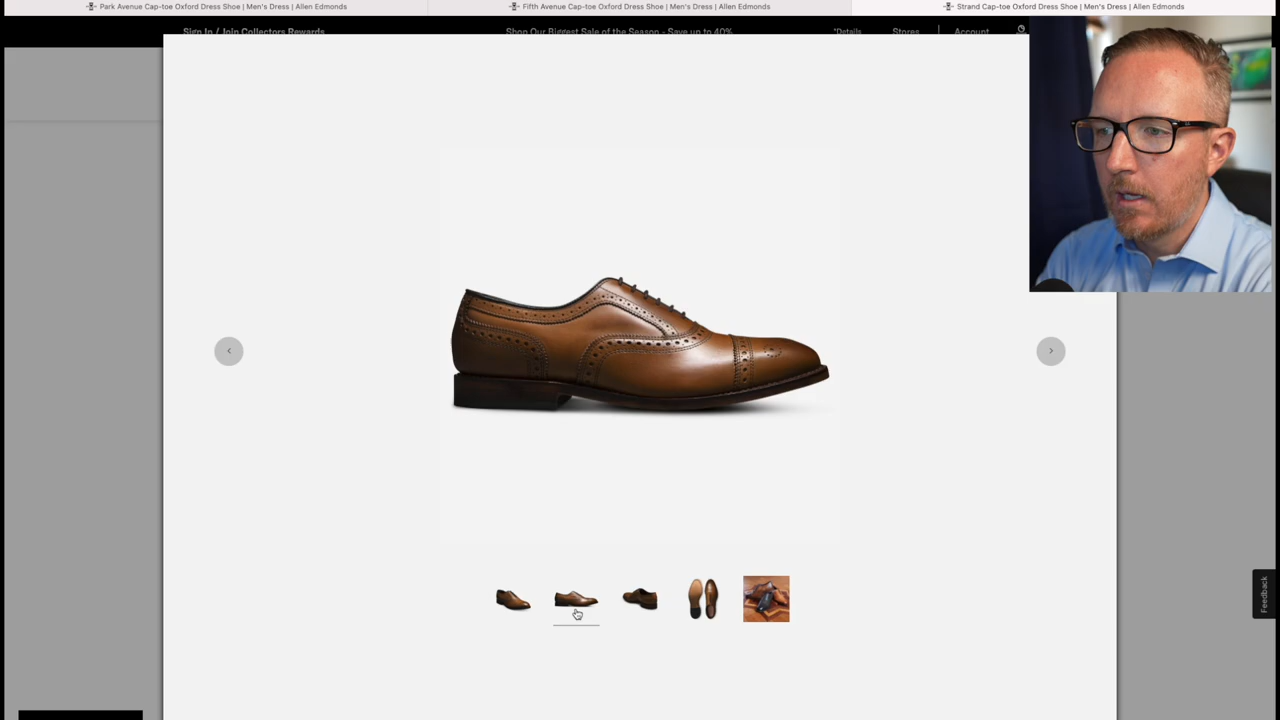 Park Avenue Cap-toe Oxford Dress Shoe | Men's Dress | Allen Edmonds
Fifth Avenue Cap-toe Oxford Dress Shoe | Men's Dress | Allen Edmonds
Strand Cap-toe Oxford Dress Shoe | Men's Dress | Allen Edmonds
Sign In / Join Collectors Rewards
Shop Our Biggest Sale of the Season - Save up to 40%
*Details
Stores
Account
Feedback